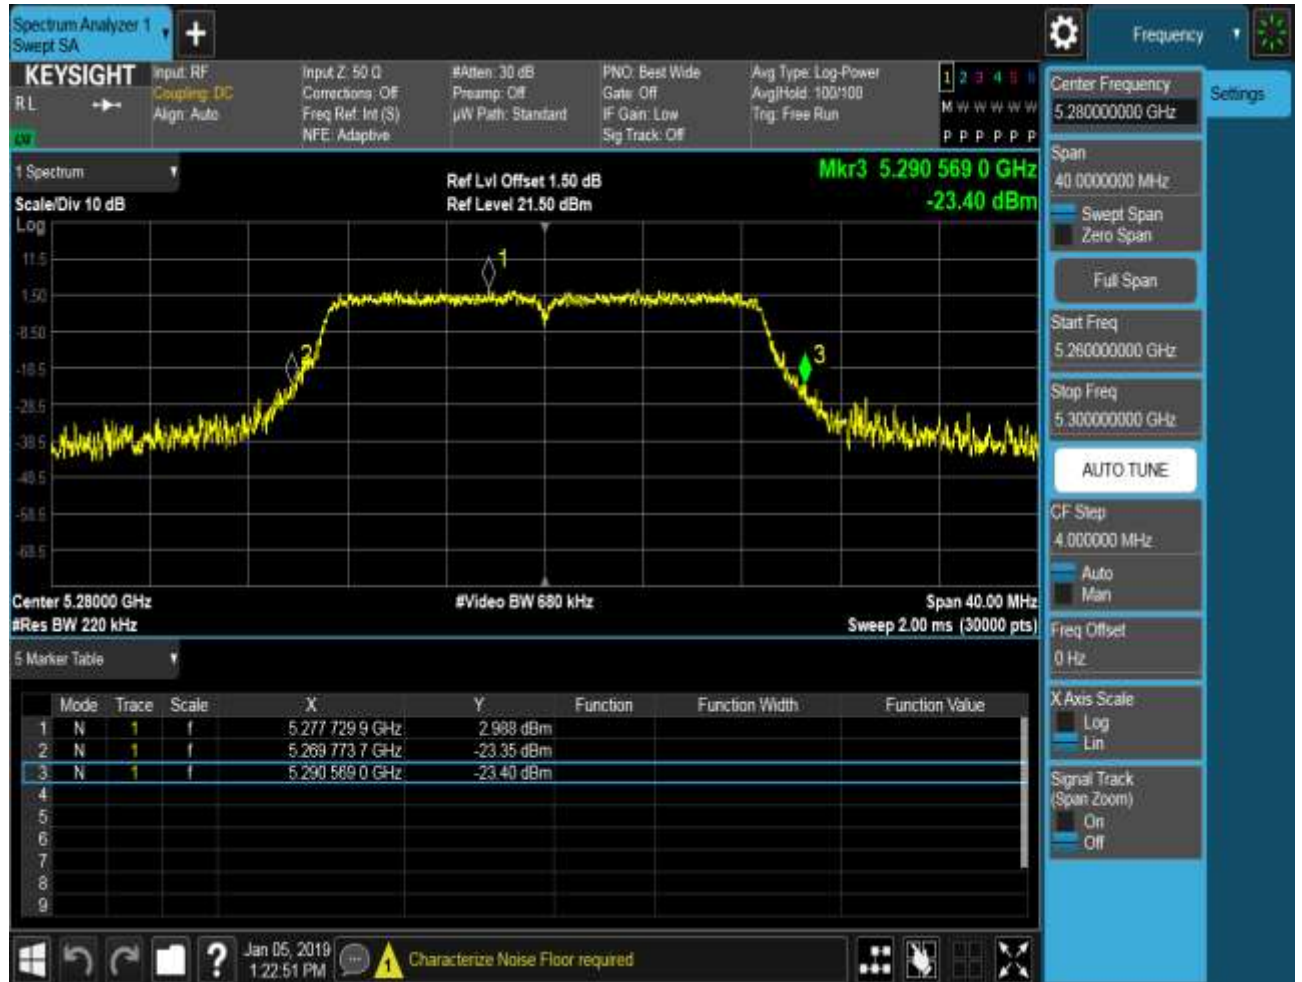 Spectrum Analyzer 1
Swept SA
Frequency
KEYSIGHT
R L
Input: RF
Coupling: DC
Align: Auto
Input Z: 50 Ω
Corrections: Off
Freq Ref: Int (S)
NFE: Adaptive
#Atten: 30 dB
Preamp: Off
µW Path: Standard
PNO: Best Wide
Gate: Off
IF Gain: Low
Sig Track: Off
Avg Type: Log-Power
Avg|Hold: 100/100
Trig: Free Run
1 2 3 4 5 6
M W W W W W
P P P P P P
1 Spectrum
Scale/Div 10 dB
Ref Lvl Offset 1.50 dB
Ref Level 21.50 dBm
Mkr3 5.290 569 0 GHz
-23.40 dBm
Log
11.5
1.50
-8.50
-18.5
-28.5
-38.5
-48.5
-58.5
-68.5
1
2
3
Center 5.28000 GHz
#Video BW 680 kHz
Span 40.00 MHz
#Res BW 220 kHz
Sweep 2.00 ms (30000 pts)
5 Marker Table
Mode Trace Scale X Y Function Function Width Function Value
1 N 1 f 5.277 729 9 GHz 2.988 dBm
2 N 1 f 5.269 773 7 GHz -23.35 dBm
3 N 1 f 5.290 569 0 GHz -23.40 dBm
4
5
6
7
8
9
Settings
Center Frequency
5.280000000 GHz
Span
40.0000000 MHz
Swept Span
Zero Span
Full Span
Start Freq
5.260000000 GHz
Stop Freq
5.300000000 GHz
AUTO TUNE
CF Step
4.000000 MHz
Auto
Man
Freq Offset
0 Hz
X Axis Scale
Log
Lin
Signal Track
(Span Zoom)
On
Off
?
Jan 05, 2019
1:22:51 PM
1
Characterize Noise Floor required